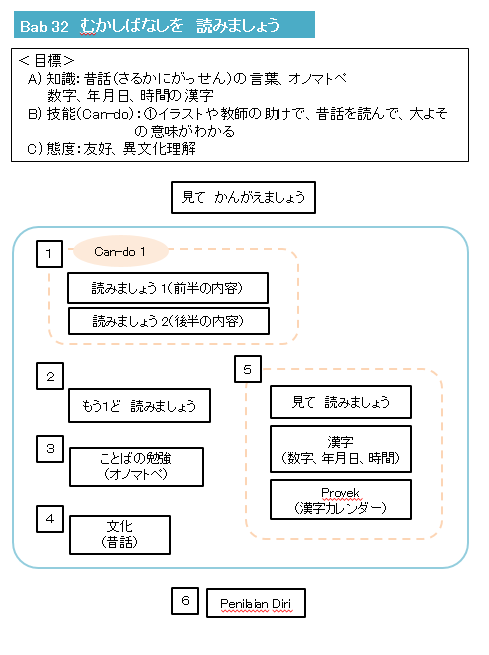 Bab 32　むかしばなしを　読みましょう
＜目標＞
A) 知識：昔話(さるかにがっせん)の言葉、オノマトペ
数字、年月日、時間の漢字
B) 技能(Can-do)：①イラストや教師の助けで、昔話を読んで、大よそ
の意味がわかる
C) 態度：友好、異文化理解
見て　かんがえましょう
1
Can-do 1
読みましょう 1(前半の内容)
読みましょう 2(後半の内容)
2
もう1ど　読みましょう
3
ことばの勉強
(オノマトペ)
4
文化
(昔話)
5
見て　読みましょう
漢字
(数字、年月日、時間)
Provek
(漢字カレンダー)
6
Penilaian Diri